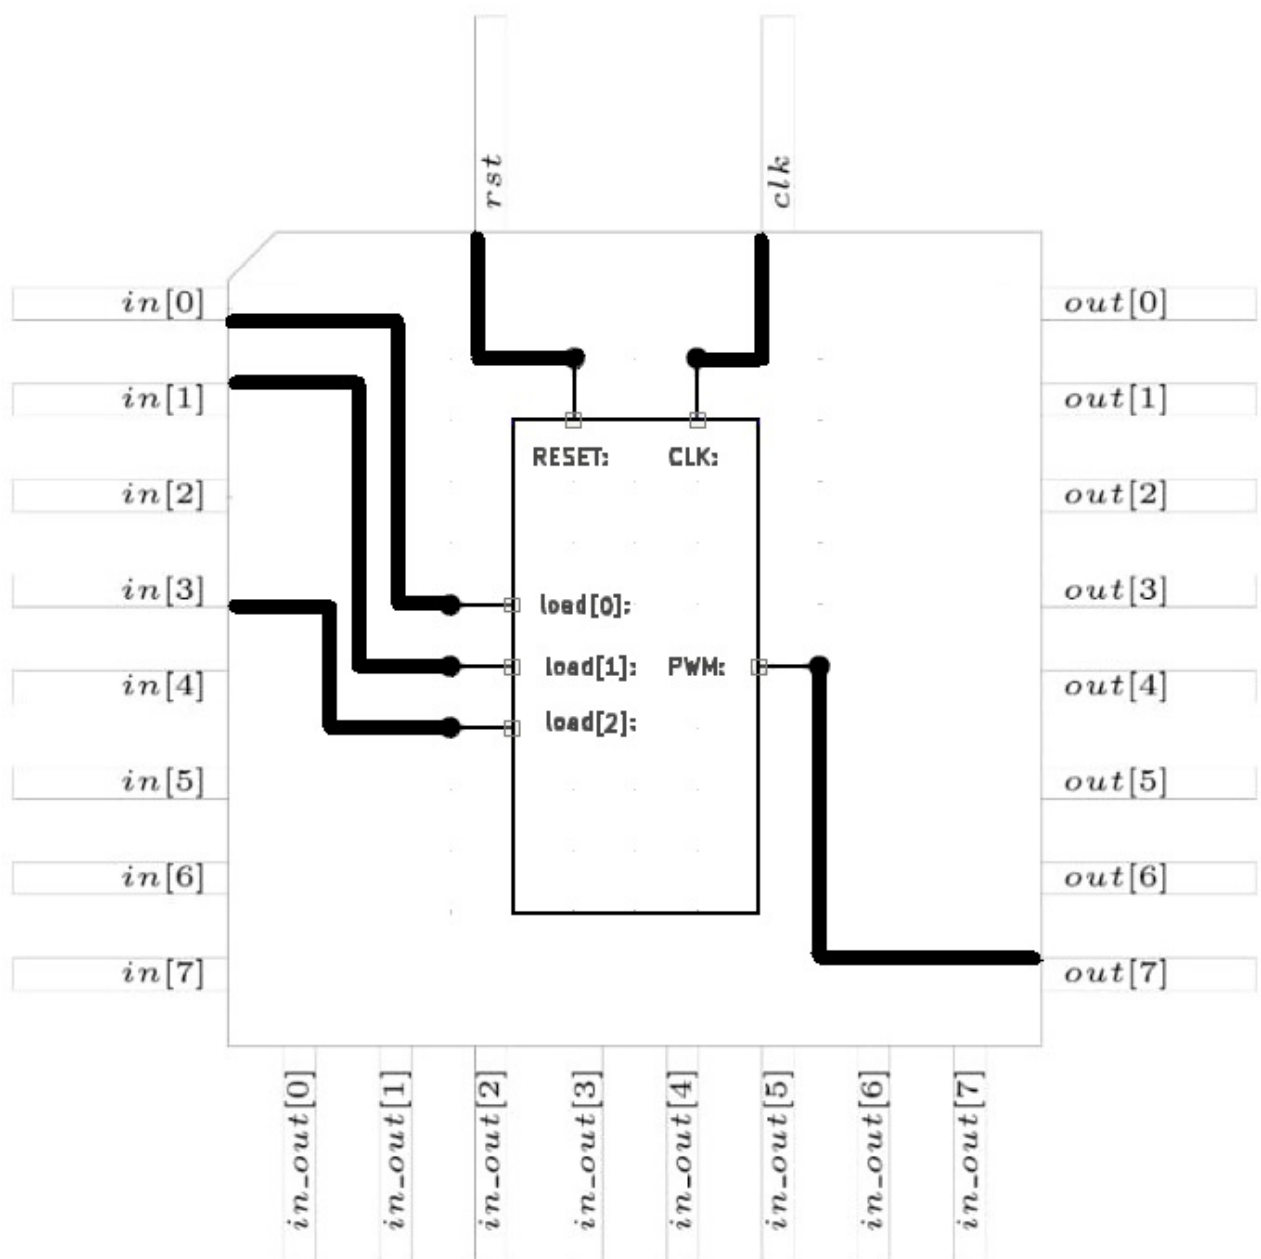 rst
clk
in[0]
in[1]
in[2]
in[3]
in[4]
in[5]
in[6]
in[7]
RESET:
CLK:
load[0]:
load[1]:
PWM:
load[2]:
out[0]
out[1]
out[2]
out[3]
out[4]
out[5]
out[6]
out[7]
in_out[0]
in_out[1]
in_out[2]
in_out[3]
in_out[4]
in_out[5]
in_out[6]
in_out[7]